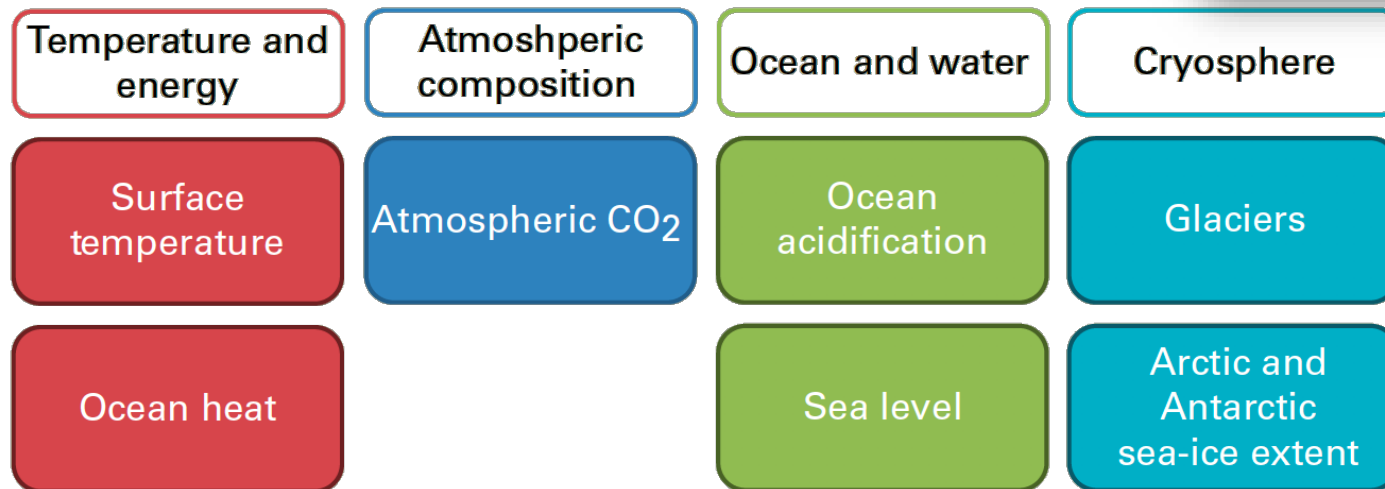 Temperature and
energy
Atmoshperic
composition
Ocean and water
Cryosphere
Surface
temperature
Atmospheric CO₂
Ocean
acidification
Glaciers
Ocean heat
Sea level
Arctic and
Antarctic
sea-ice extent